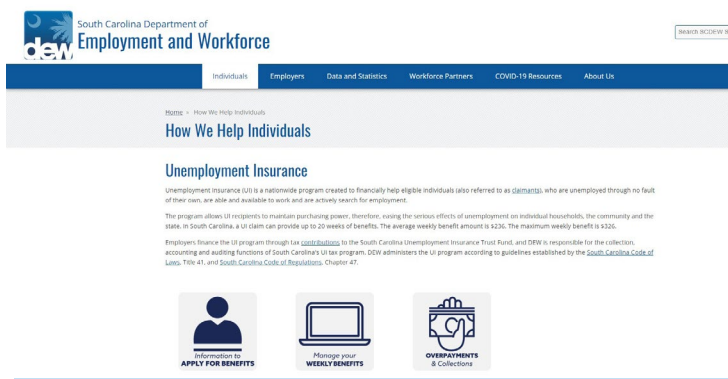 South Carolina Department of
Employment and Workforce
dew
Search SCDEW S
Individuals
Employers
Data and Statistics
Workforce Partners
COVID-19 Resources
About Us
Home » How We Help Individuals
How We Help Individuals
Unemployment Insurance
Unemployment Insurance (UI) is a nationwide program created to financially help eligible individuals (also referred to as claimants), who are unemployed through no fault
of their own, are able and available to work and are actively search for employment.
The program allows UI recipients to maintain purchasing power, therefore, easing the serious effects of unemployment on individual households, the community and the
state. In South Carolina, a UI claim can provide up to 20 weeks of benefits. The average weekly benefit amount is $236. The maximum weekly benefit is $326.
Employers finance the UI program through tax contributions to the South Carolina Unemployment Insurance Trust Fund, and DEW is responsible for the collection,
accounting and auditing functions of South Carolina's UI tax program. DEW administers the UI program according to guidelines established by the South Carolina Code of
Laws, Title 41, and South Carolina Code of Regulations, Chapter 47.
Information to
APPLY FOR BENEFITS
Manage your
WEEKLY BENEFITS
OVERPAYMENTS
& Collections